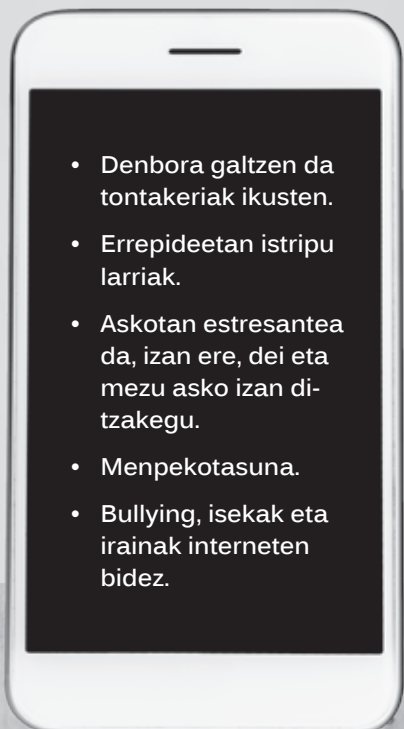 • Denbora galtzen da
tontakeriak ikusten.
• Errepideetan istripu
larriak.
• Askotan estresantea
da, izan ere, dei eta
mezu asko izan di-
tzakegu.
• Menpekotasuna.
• Bullying, isekak eta
irainak interneten
bidez.